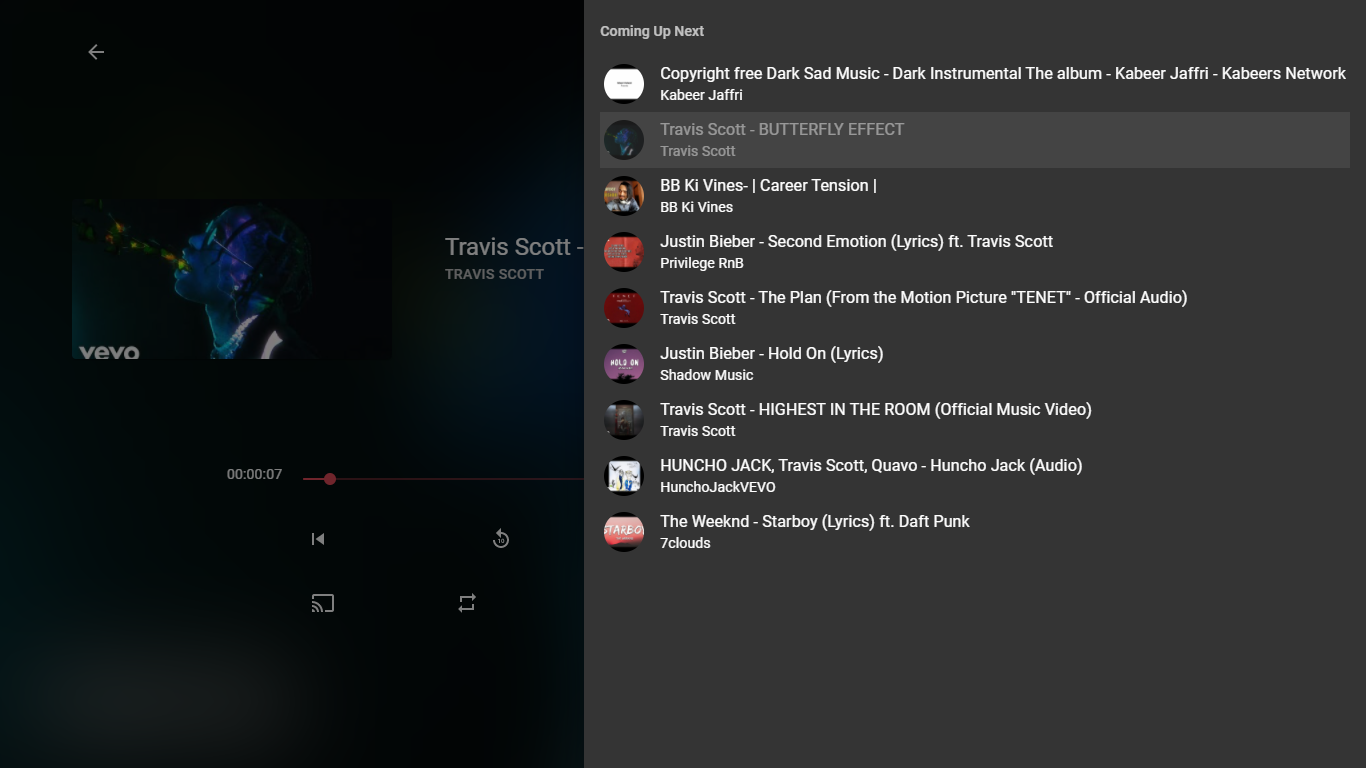 Travis Scott -
TRAVIS SCOTT
vevo
00:00:07
10
Coming Up Next
Copyright free Dark Sad Music - Dark Instrumental The album - Kabeer Jaffri - Kabeers Network
Kabeer Jaffri
Travis Scott - BUTTERFLY EFFECT
Travis Scott
BB Ki Vines- | Career Tension |
BB Ki Vines
Justin Bieber - Second Emotion (Lyrics) ft. Travis Scott
Privilege RnB
TENET
Travis Scott - The Plan (From the Motion Picture "TENET" - Official Audio)
Travis Scott
HOLD ON
Justin Bieber - Hold On (Lyrics)
Shadow Music
Travis Scott - HIGHEST IN THE ROOM (Official Music Video)
Travis Scott
HUNCHO JACK, Travis Scott, Quavo - Huncho Jack (Audio)
HunchoJackVEVO
STARBO
The Weeknd - Starboy (Lyrics) ft. Daft Punk
7clouds